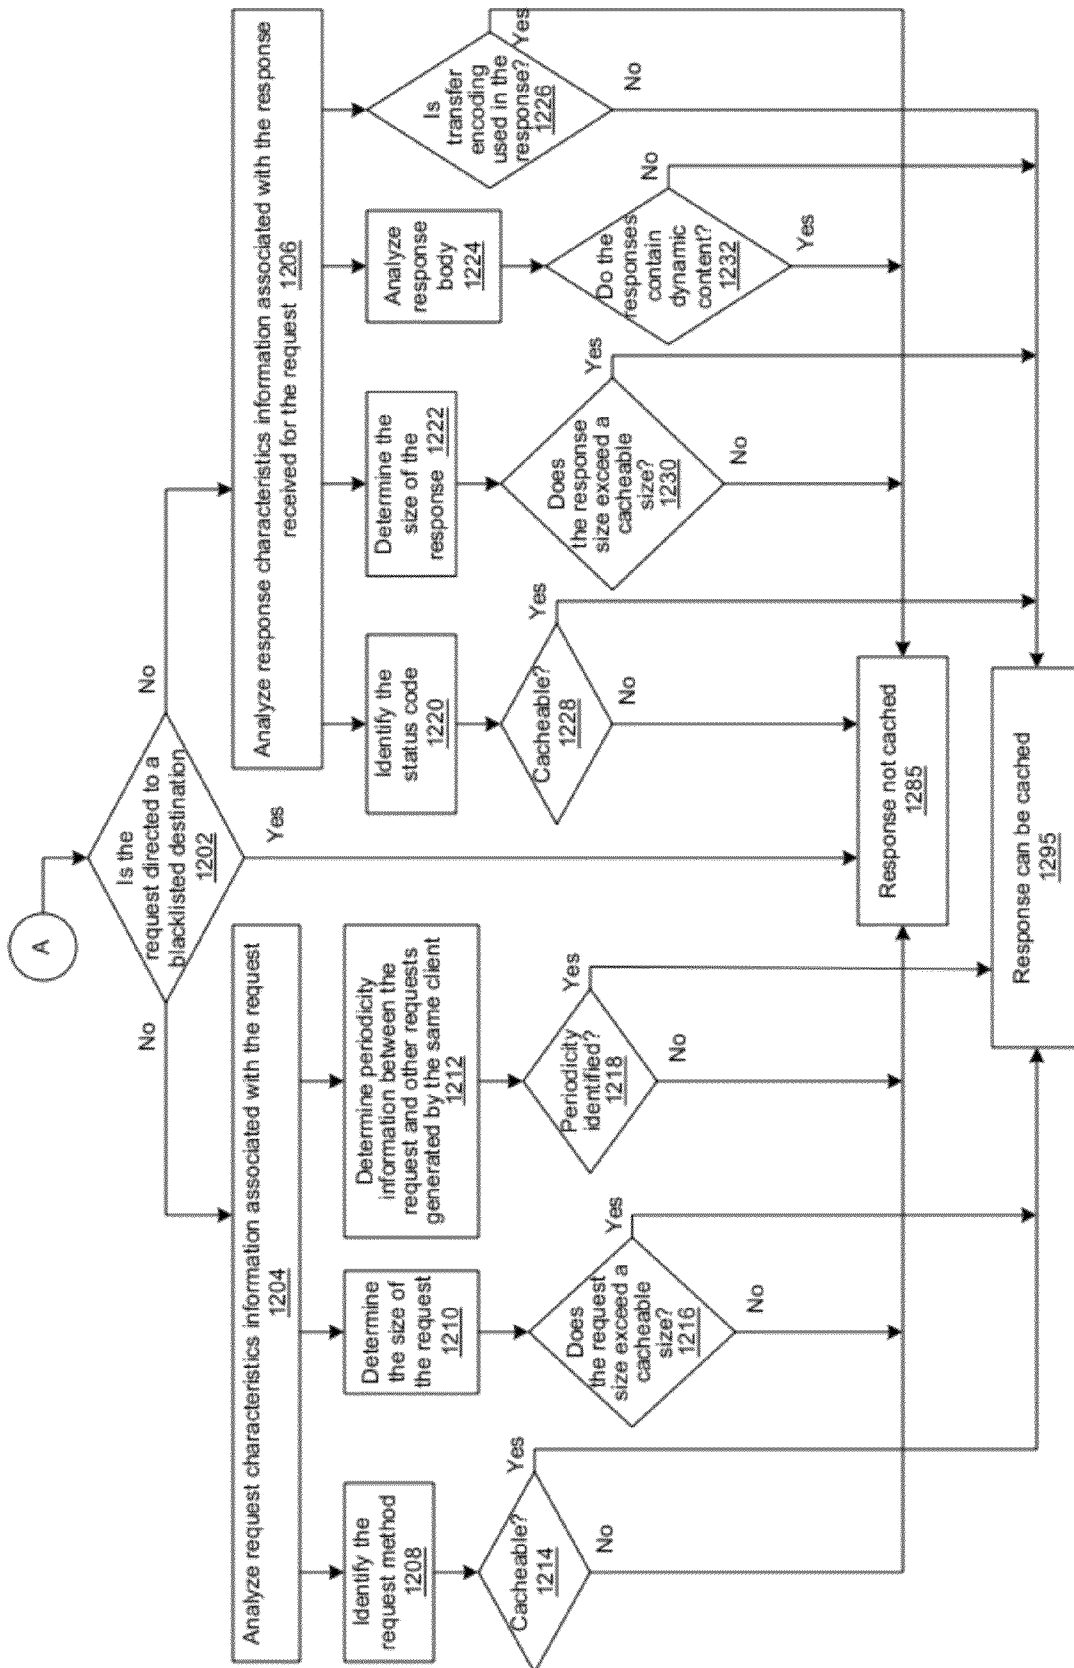 A
Is the
request directed to a
blacklisted destination
1202
No
No
Yes
Analyze request characteristics information associated with the request
1204
Analyze response characteristics information associated with the response
received for the request 1206
Identify the
request method
1208
Determine
the size of
the request
1210
Determine periodicity
information between the
request and other requests
generated by the same client
1212
Identify the
status code
1220
Determine the
size of the
response 1222
Analyze
response
body
1224
Is
transfer
encoding
used in the
response?
1226
Yes
No
Cacheable?
1214
Yes
No
Does
the request
size exceed a
cacheable
size?
1216
Yes
No
Periodicity
identified?
1218
Yes
No
Cacheable?
1228
Yes
No
Does
the response
size exceed a
cacheable
size?
1230
Yes
No
Do the
responses
contain
dynamic
content?
1232
No
Yes
Response not cached
1285
Response can be cached
1295